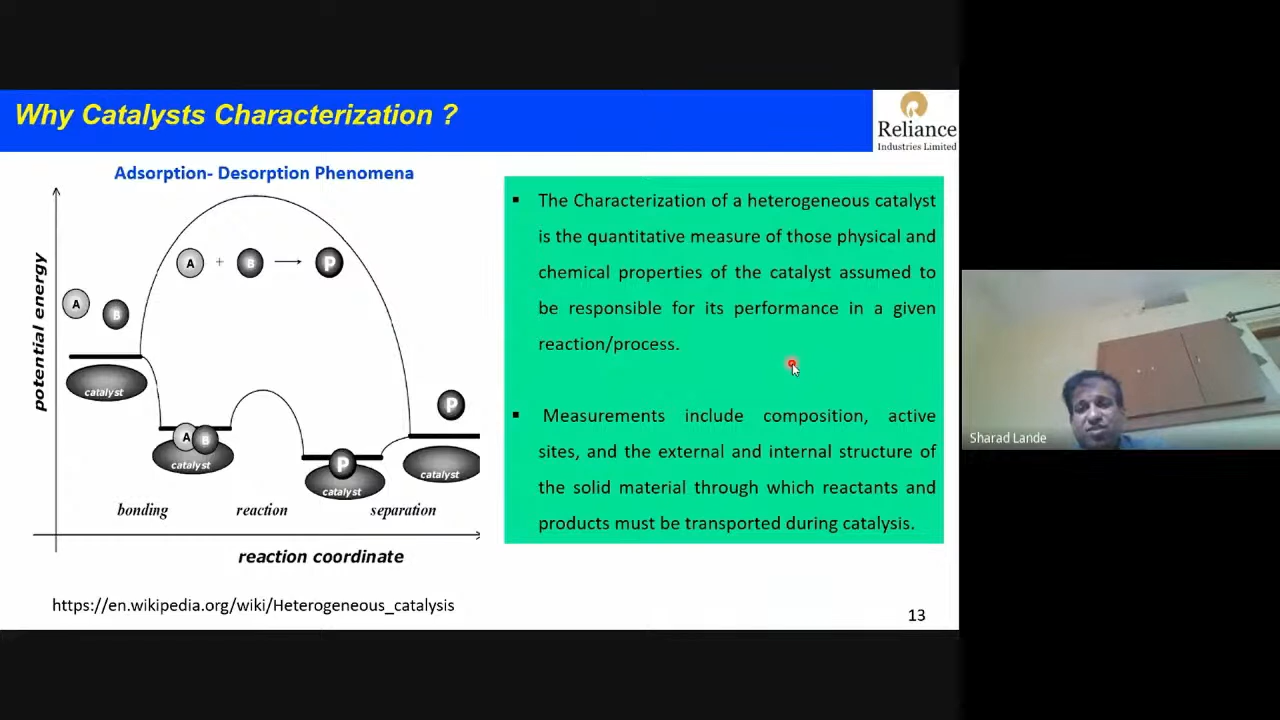 Why Catalysts Characterization ?
Reliance
Industries Limited
Adsorption- Desorption Phenomena
potential energy
A + B → P
A
B
catalyst
A B
catalyst
P
catalyst
P
catalyst
bonding
reaction
separation
reaction coordinate
https://en.wikipedia.org/wiki/Heterogeneous_catalysis
▪ The Characterization of a heterogeneous catalyst
is the quantitative measure of those physical and
chemical properties of the catalyst assumed to
be responsible for its performance in a given
reaction/process.
▪ Measurements include composition, active
sites, and the external and internal structure of
the solid material through which reactants and
products must be transported during catalysis.
13
Sharad Lande